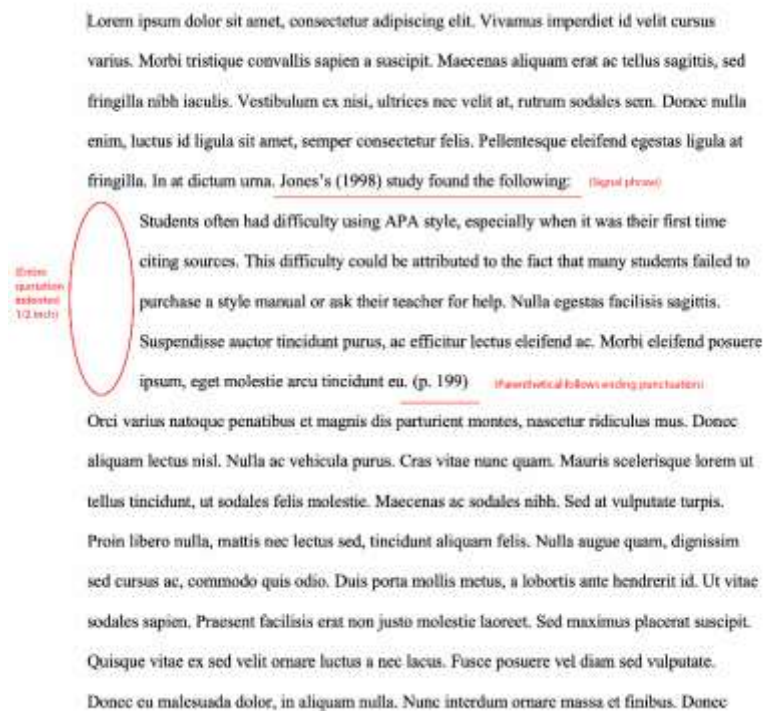 Lorem ipsum dolor sit amet, consectetur adipiscing elit. Vivamus imperdiet id velit cursus
varius. Morbi tristique convallis sapien a suscipit. Maecenas aliquam erat ac tellus sagittis, sed
fringilla nibh iaculis. Vestibulum ex nisi, ultrices nec velit at, rutrum sodales sem. Donec nulla
enim, luctus id ligula sit amet, semper consectetur felis. Pellentesque eleifend egestas ligula at
fringilla. In at dictum urna. Jones's (1998) study found the following: (Signal phrase)
Students often had difficulty using APA style, especially when it was their first time
citing sources. This difficulty could be attributed to the fact that many students failed to
(Entire
quotation
indented
1/2 inch)
purchase a style manual or ask their teacher for help. Nulla egestas facilisis sagittis.
Suspendisse auctor tincidunt purus, ac efficitur lectus eleifend ac. Morbi eleifend posuere
ipsum, eget molestie arcu tincidunt eu. (p. 199) (Parenthetical follows ending punctuation)
Orci varius natoque penatibus et magnis dis parturient montes, nascetur ridiculus mus. Donec
aliquam lectus nisl. Nulla ac vehicula purus. Cras vitae nunc quam. Mauris scelerisque lorem ut
tellus tincidunt, ut sodales felis molestie. Maecenas ac sodales nibh. Sed at vulputate turpis.
Proin libero nulla, mattis nec lectus sed, tincidunt aliquam felis. Nulla augue quam, dignissim
sed cursus ac, commodo quis odio. Duis porta mollis metus, a lobortis ante hendrerit id. Ut vitae
sodales sapien. Praesent facilisis erat non justo molestie laoreet. Sed maximus placerat suscipit.
Quisque vitae ex sed velit ornare luctus a nec lacus. Fusce posuere vel diam sed vulputate.
Donec eu malesuada dolor, in aliquam nulla. Nunc interdum ornare massa et finibus. Donec